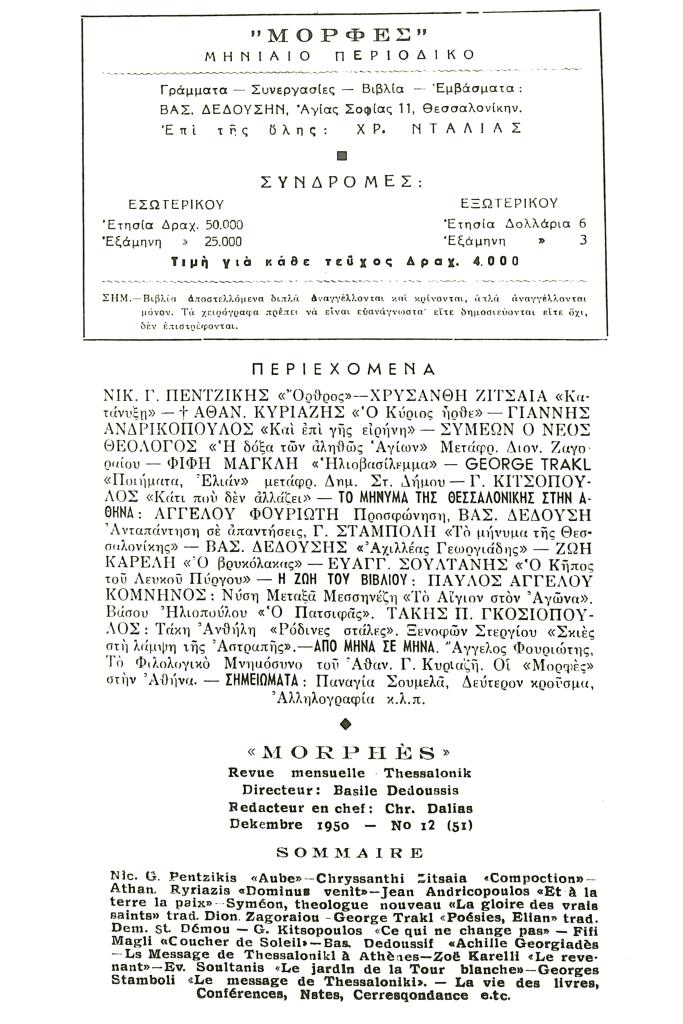 "ΜΟΡΦΕΣ"
ΜΗΝΙΑΙΟ ΠΕΡΙΟΔΙΚΟ
Γράμματα — Συνεργασίες — Βιβλία — Ἐμβάσματα:
ΒΑΣ. ΔΕΔΟΥΣΗΝ, Ἁγίας Σοφίας 11, Θεσσαλονίκην.
Ἐπὶ τῆς ὕλης: ΧΡ. ΝΤΑΛΙΑΣ
ΣΥΝΔΡΟΜΕΣ:
ΕΣΩΤΕΡΙΚΟΥ ΕΞΩΤΕΡΙΚΟΥ
Ἐτησία Δραχ. 50.000 Ἐτησία Δολλάρια 6
Ἑξάμηνη » 25.000 Ἑξάμηνη » 3
Τιμὴ γιὰ κάθε τεῦχος Δραχ. 4.000
ΣΗΜ.—Βιβλία ἀποστελλόμενα διπλᾶ ἀναγγέλλονται καὶ κρίνονται, ἁπλᾶ ἀναγγέλλονται
μόνον. Τὰ χειρόγραφα πρέπει νὰ εἶναι εὐανάγνωστα· εἴτε δημοσιεύονται εἴτε ὄχι,
δὲν ἐπιστρέφονται.
ΠΕΡΙΕΧΟΜΕΝΑ
ΝΙΚ. Γ. ΠΕΝΤΖΙΚΗΣ «Ὄρθρος»—ΧΡΥΣΑΝΘΗ ΖΙΤΣΑΙΑ «Κα-
τάνυξη» — † ΑΘΑΝ. ΚΥΡΙΑΖΗΣ «Ὁ Κύριος ἦρθε» — ΓΙΑΝΝΗΣ
ΑΝΔΡΙΚΟΠΟΥΛΟΣ «Καὶ ἐπὶ γῆς εἰρήνη» — ΣΥΜΕΩΝ Ο ΝΕΟΣ
ΘΕΟΛΟΓΟΣ «Ἡ δόξα τῶν ἀληθῶς Ἁγίων» Μετάφρ. Διον. Ζαγο
ραίου — ΦΙΦΗ ΜΑΓΚΛΗ «Ἡλιοβασίλεμμα» — GEORGE TRAKL
«Ποιήματα, Ἐλιάν» μετάφρ. Δημ. Στ. Δήμου — Γ. ΚΙΤΣΟΠΟΥ-
ΛΟΣ «Κάτι ποὺ δὲν ἀλλάζει» — ΤΟ ΜΗΝΥΜΑ ΤΗΣ ΘΕΣΣΑΛΟΝΙΚΗΣ ΣΤΗΝ Α-
ΘΗΝΑ: ΑΓΓΕΛΟΥ ΦΟΥΡΙΩΤΗ Προσφώνηση, ΒΑΣ. ΔΕΔΟΥΣΗ
Ἀνταπάντηση σὲ ἀπαντήσεις, Γ. ΣΤΑΜΠΟΛΗ «Τὸ μήνυμα τῆς Θεσ-
σαλονίκης» — ΒΑΣ. ΔΕΔΟΥΣΗΣ «Ἀχιλλέας Γεωργιάδης» — ΖΩΗ
ΚΑΡΕΛΗ «Ὁ βρυκόλακας» — ΕΥΑΓΓ. ΣΟΥΛΤΑΝΗΣ «Ὁ Κῆπος
τοῦ Λευκοῦ Πύργου» — Η ΖΩΗ ΤΟΥ ΒΙΒΛΙΟΥ: ΠΑΥΛΟΣ ΑΓΓΕΛΟΥ
ΚΟΜΝΗΝΟΣ: Νύση Μεταξᾶ Μεσσηνέζη «Τὸ Αἴγιον στὸν Ἀγῶνα».
Βάσου Ἡλιοπούλου «Ὁ Πατσιφᾶς». ΤΑΚΗΣ Π. ΓΚΟΣΙΟΠΟΥ-
ΛΟΣ: Τάκη Ἀνθήλη «Ρόδινες στάλες». Ξενοφῶν Στεργίου «Σκιὲς
στὴ λάμψη τῆς Ἀστραπῆς».—ΑΠΟ ΜΗΝΑ ΣΕ ΜΗΝΑ. Ἄγγελος Φουριώτης,
Τὸ Φιλολογικὸ Μνημόσυνο τοῦ Ἀθαν. Γ. Κυριαζῆ. Οἱ «Μορφὲς»
στὴν Ἀθήνα. — ΣΗΜΕΙΩΜΑΤΑ: Παναγία Σουμελᾶ, Δεύτερον κροῦσμα,
Ἀλληλογραφία κ.λ.π.
«MORPHÈS»
Revue mensuelle Thessalonik
Directeur: Basile Dedoussis
Redacteur en chef: Chr. Dalias
Dekembre 1950 — No 12 (51)
SOMMAIRE
Nic. G. Pentzikis «Aube»—Chryssanthi Zitsaia «Compoction»—
Athan. Ryriazis «Dominus venit»—Jean Andricopoulos «Et à la
terre la paix» Syméon, theologue nouveau «La gloire des vrais
saints» trad. Dion. Zagoraiou -George Trakl «Poésies, Elian» trad.
Dem. St. Démou — G. Kitsopoulos «Ce qui ne change pas» — Fifi
Magli «Coucher de Soleil»—Bas. Dedoussif «Achille Georgiadès
—Ls Message de Thessalonikl à Athènes—Zoë Karelli «Le reve-
nant»—Ev. Soultanis «Le jardln de la Tour blanche»—Georges
Stamboli «Le message de Thessaloniki». — La vie des livres,
Conférences, Nstes, Cerresqondance e.tc.